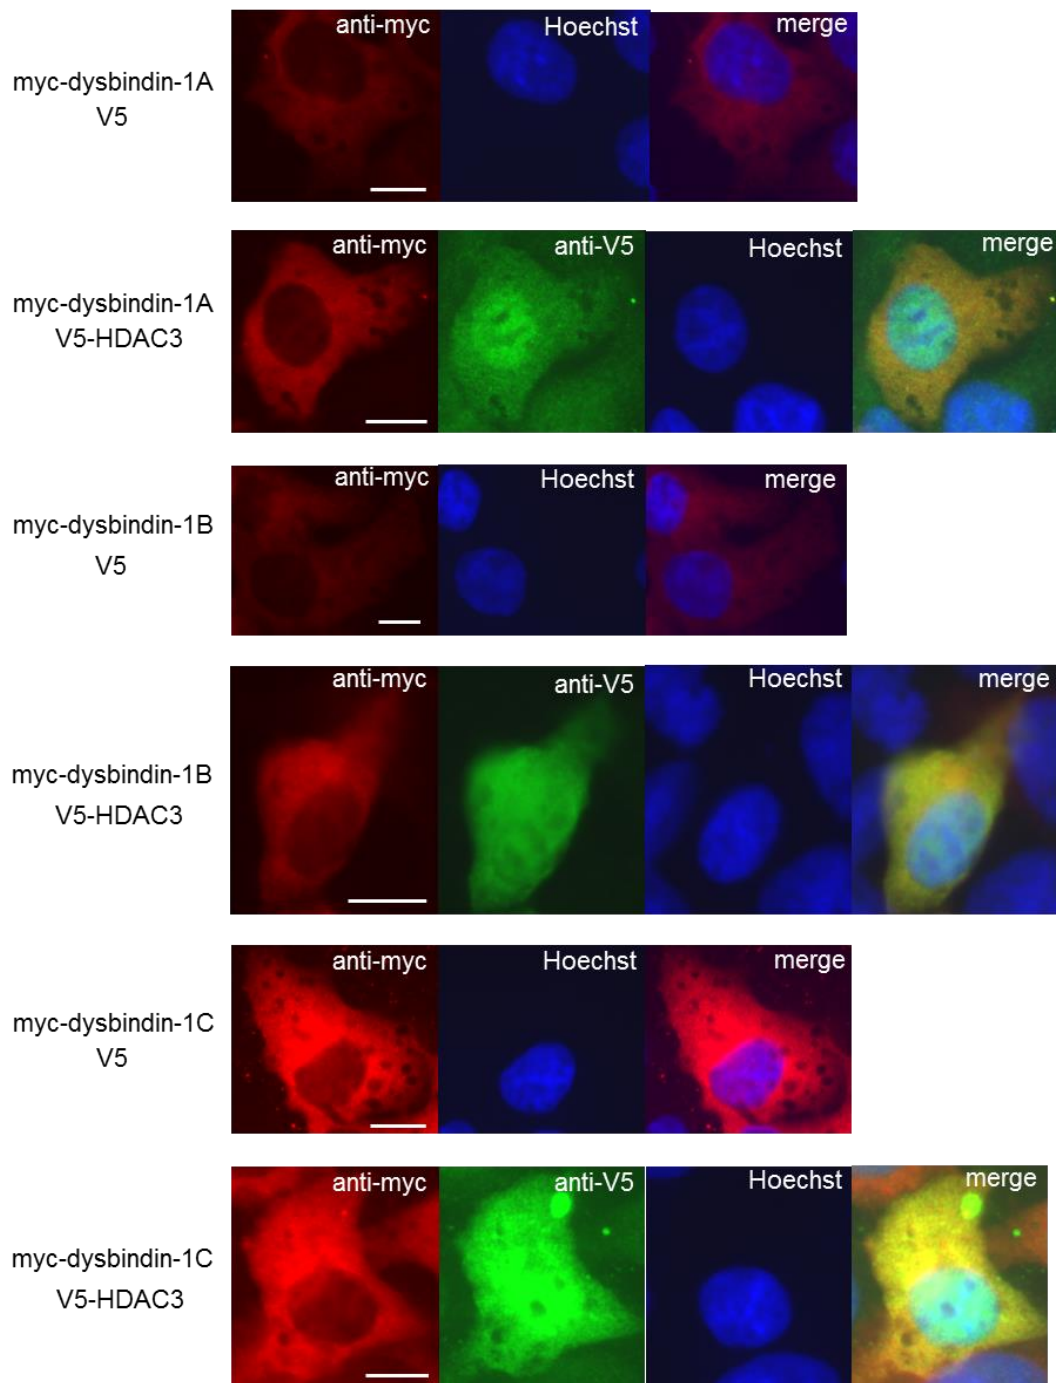 anti-myc Hoechst merge
myc-dysbindin-1A
V5
anti-myc anti-V5 Hoechst merge
myc-dysbindin-1A
V5-HDAC3
anti-myc Hoechst merge
myc-dysbindin-1B
V5
anti-myc anti-V5 Hoechst merge
myc-dysbindin-1B
V5-HDAC3
anti-myc Hoechst merge
myc-dysbindin-1C
V5
anti-myc anti-V5 Hoechst merge
myc-dysbindin-1C
V5-HDAC3